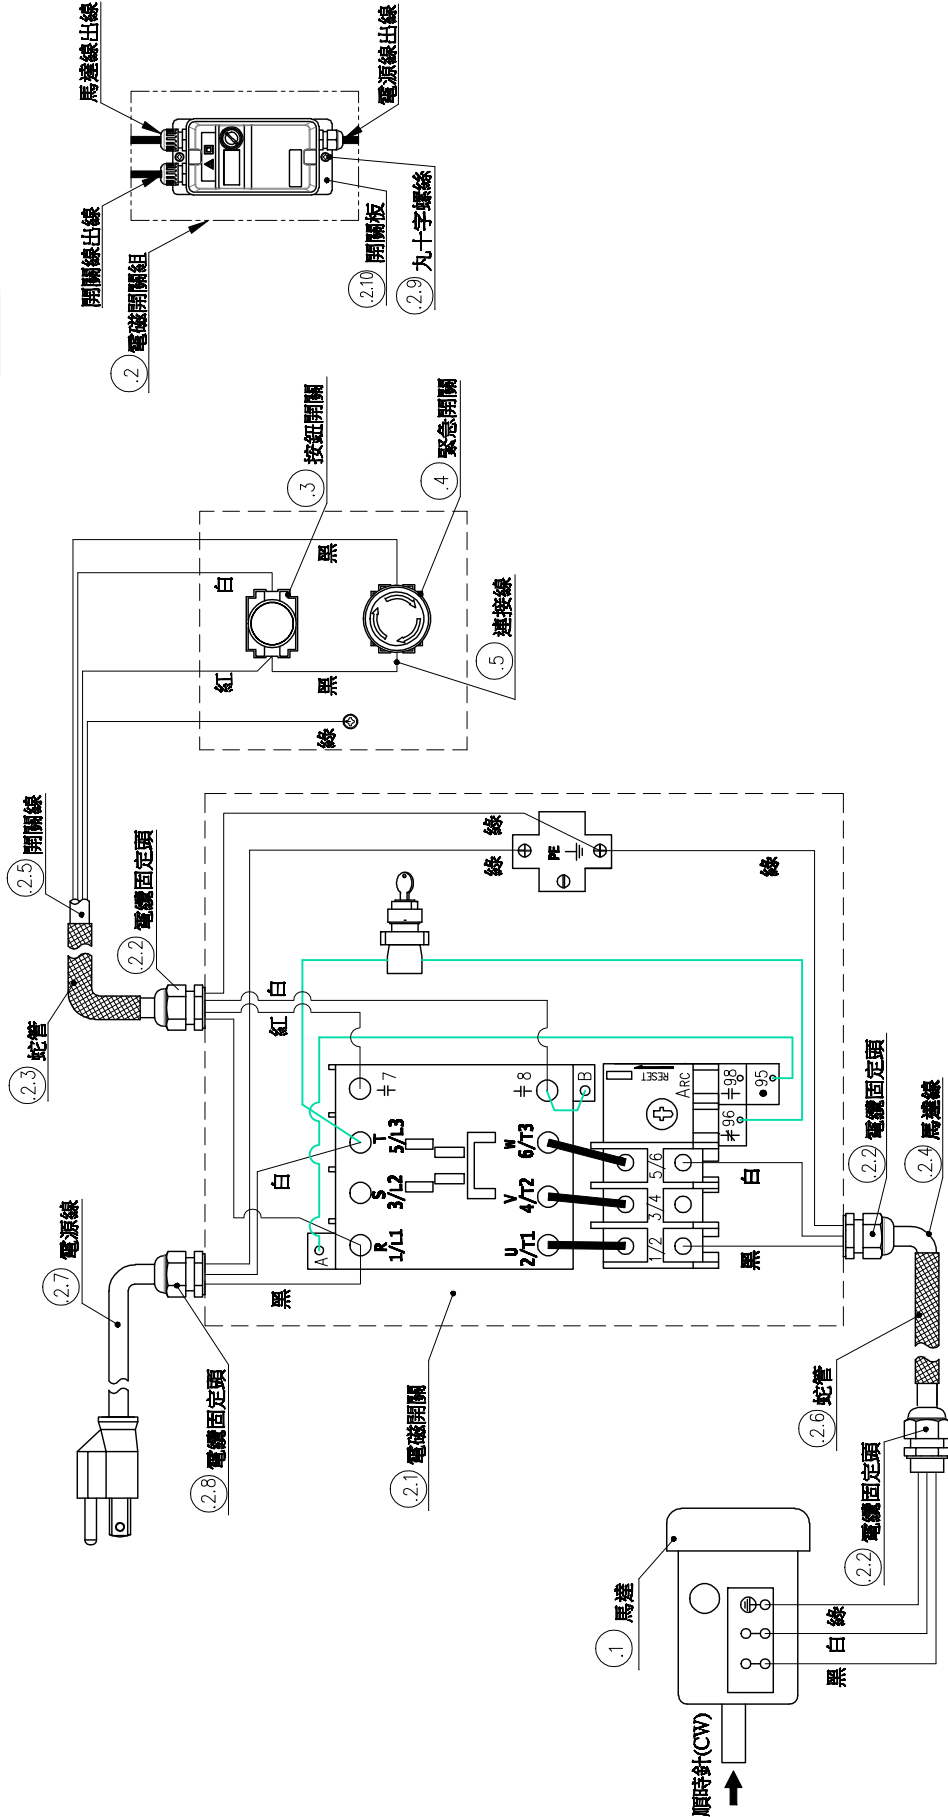 馬達線出線
開關線出線
電源線出線
.2 電磁開關組
.2.10 開關板
.2.9 丸十字螺絲
.3 按鈕開關
.4 緊急開關
.5 連接線
白
黑
紅
黑
綠
.2.5 開關線
.2.2 電纜固定頭
.2.3 蛇管
.2.7 電源線
.2.8 電纜固定頭
.2.1 電磁開關
白
紅
白
黑
綠
綠
綠
PE
A
R
1/L1
S
3/L2
T
5/L3
7
U
2/T1
V
4/T2
W
6/T3
8
B
1/2
3/4
5/6
RESET
ARC
96
98
95
白
黑
.2.2 電纜固定頭
.2.4 馬達線
.2.6 蛇管
.2.2 電纜固定頭
.1 馬達
黑
白
綠
順時針(CW)